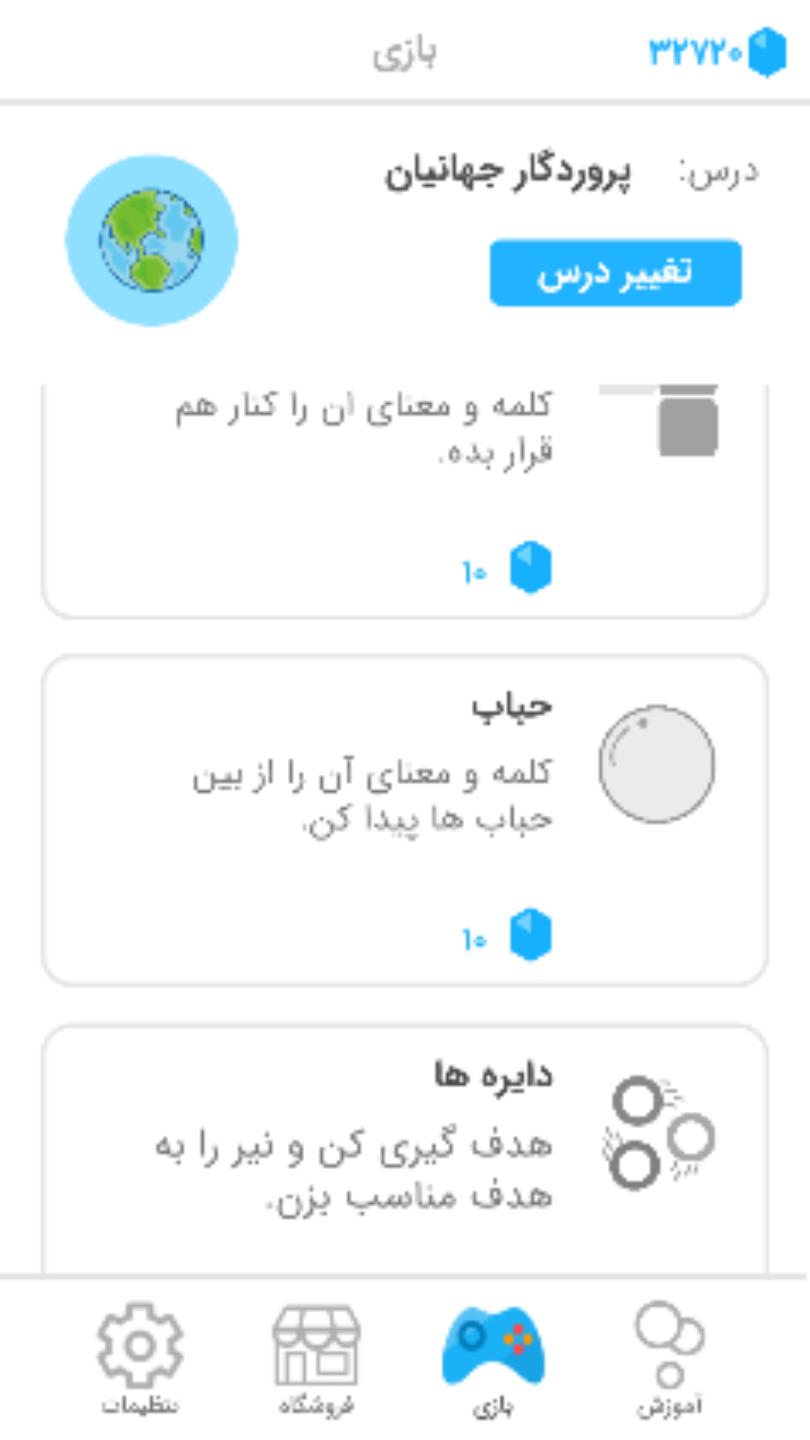 ۳۲۷۲۰
بازی
درس: پروردگار جهانیان
تغییر درس
کلمه و معنای ان را کنار هم
قرار بده.
۱۰
حباب
کلمه و معنای آن را از بین
حباب ها پیدا کن.
۱۰
دایره ها
هدف گیری کن و نیر را به
هدف مناسب بزن.
آموزش
بازی
فروشگاه
تنظیمات